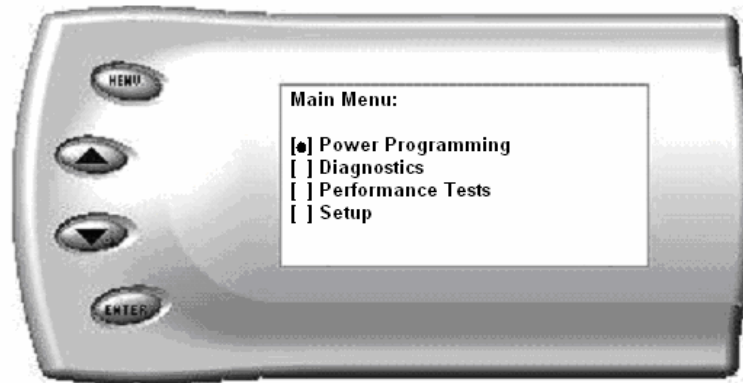 MENU
Main Menu:
[●] Power Programming
[ ] Diagnostics
[ ] Performance Tests
[ ] Setup
ENTER